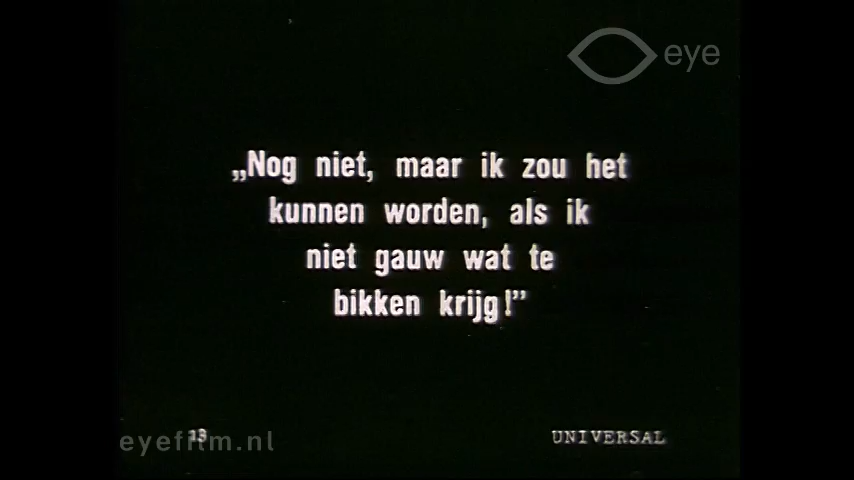 eye
„Nog niet, maar ik zou het
kunnen worden, als ik
niet gauw wat te
bikken krijg!”
13
eyefilm.nl
UNIVERSAL